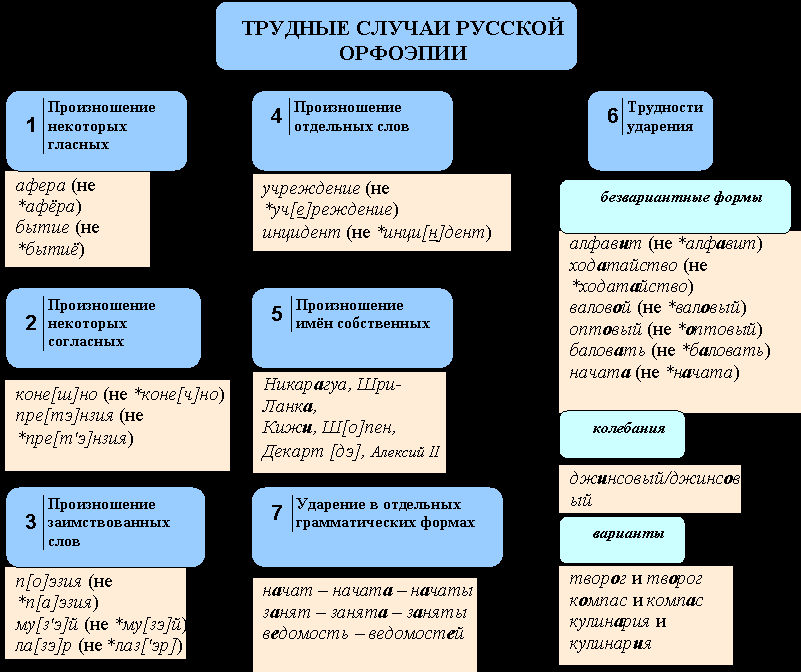 ТРУДНЫЕ СЛУЧАИ РУССКОЙ
ОРФОЭПИИ
1 Произношение
некоторых
гласных
афера (не
*афёра)
бытие (не
*бытиё)
2 Произношение
некоторых
согласных
коне[ш]но (не *коне[ч]но)
пре[тэ]нзия (не
*пре[т'э]нзия)
3 Произношение
заимствованных
слов
п[о]эзия (не
*п[а]эзия)
му[з'э]й (не *му[зэ]й)
ла[зэ]р (не *лаз['эр])
4 Произношение
отдельных слов
учреждение (не
*уч[е]реждение)
инцидент (не *инци[н]дент)
5 Произношение
имён собственных
Никарагуа, Шри-
Ланка,
Кижи, Ш[о]пен,
Декарт [дэ], Алексий II
7 Ударение в отдельных
грамматических формах
начат – начата – начаты
занят – занята – заняты
ведомость – ведомостей
6 Трудности
ударения
безвариантные формы
алфавит (не *алфавит)
ходатайство (не
*ходатайство)
валовой (не *валовый)
оптовый (не *оптовый)
баловать (не *баловать)
начата (не *начата)
колебания
джинсовый/джинсов
ый
варианты
творог и творог
компас и компас
кулинария и
кулинария